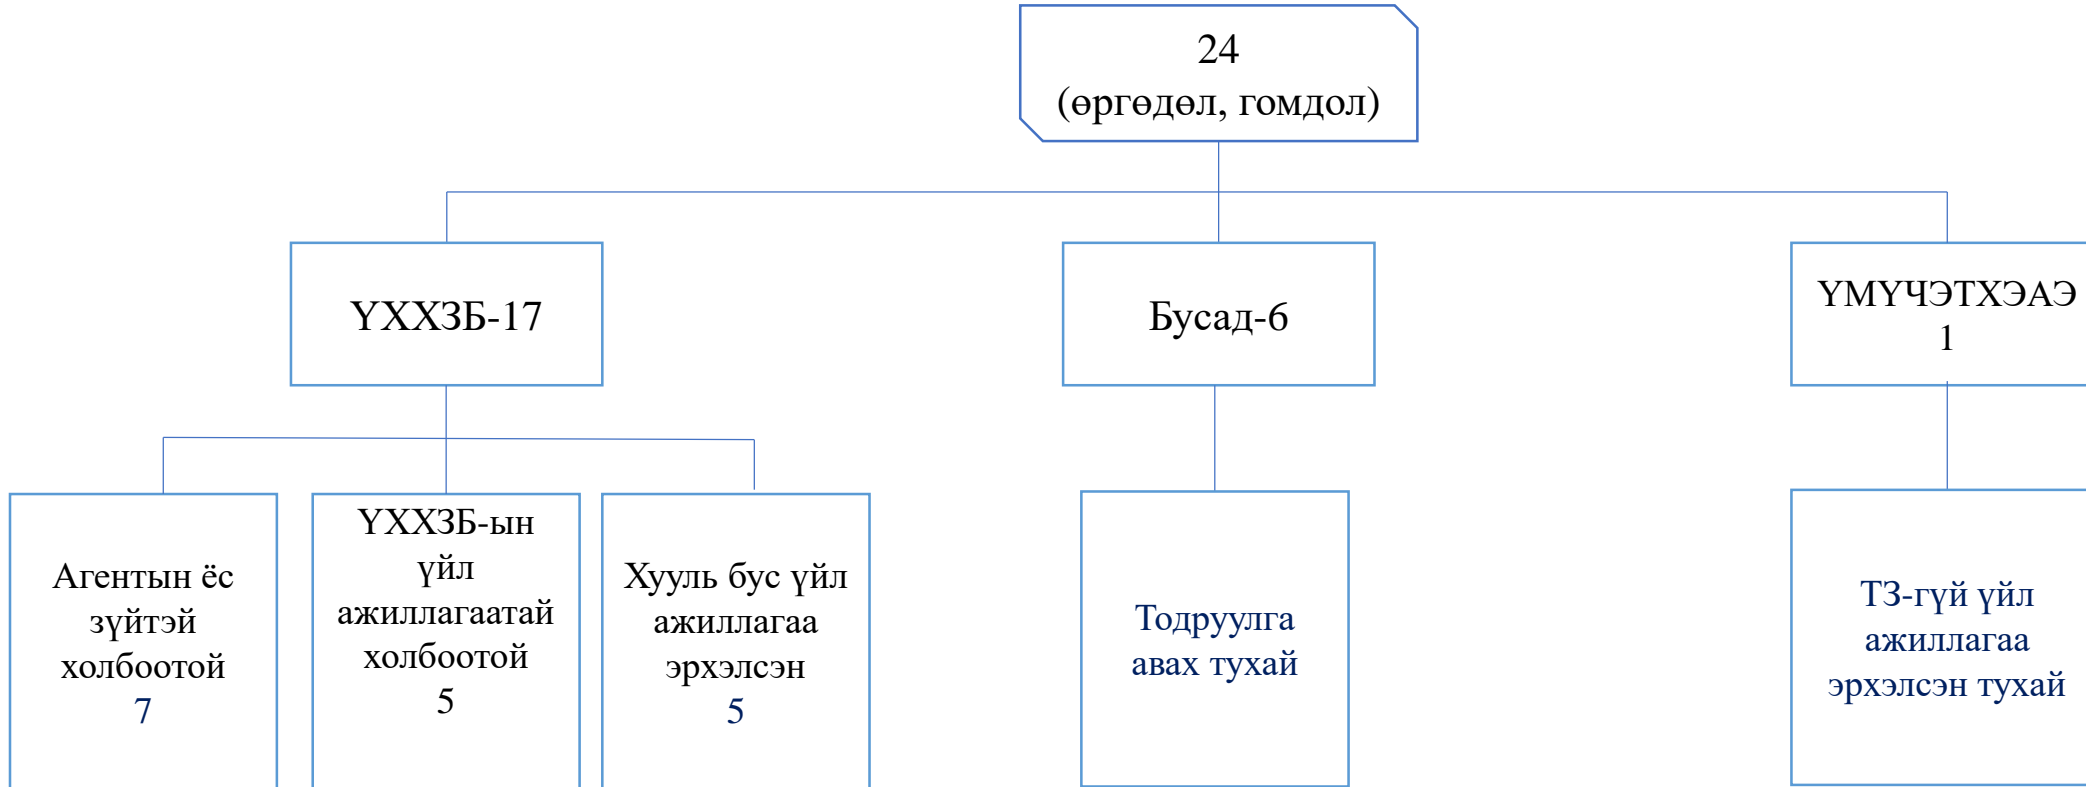 24
(өргөдөл, гомдол)
ҮХХЗБ-17
Бусад-6
ҮМҮЧЭТХЭАЭ
1
Агентын ёс
зүйтэй
холбоотой
7
ҮХХЗБ-ын
үйл
ажиллагаатай
холбоотой
5
Хууль бус үйл
ажиллагаа
эрхэлсэн
5
Тодруулга
авах тухай
ТЗ-гүй үйл
ажиллагаа
эрхэлсэн тухай